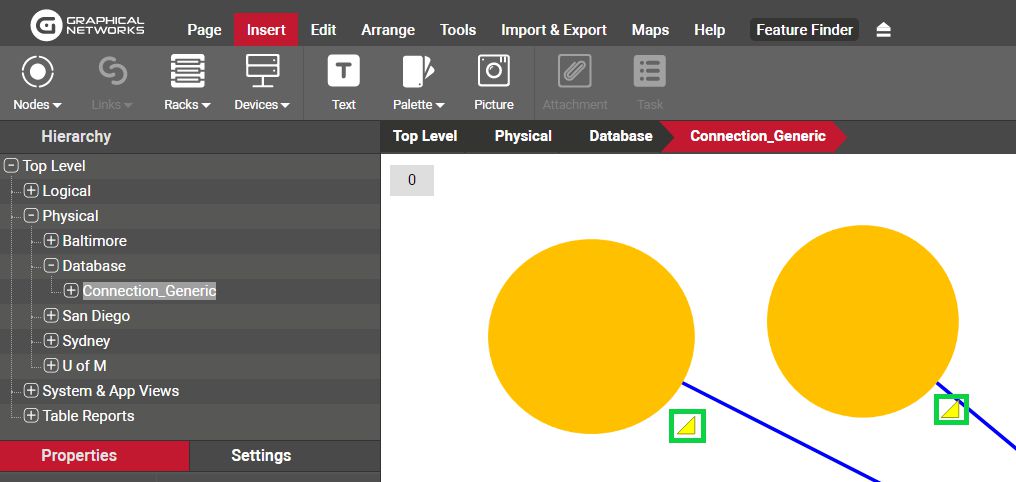 GRAPHICAL
NETWORKS
Page Insert Edit Arrange Tools Import & Export Maps Help Feature Finder
Nodes Links Racks Devices Text Palette Picture Attachment Task
Hierarchy
Top Level Physical Database Connection_Generic
Top Level
Logical
Physical
Baltimore
Database
Connection_Generic
San Diego
Sydney
U of M
System & App Views
Table Reports
0
Properties Settings